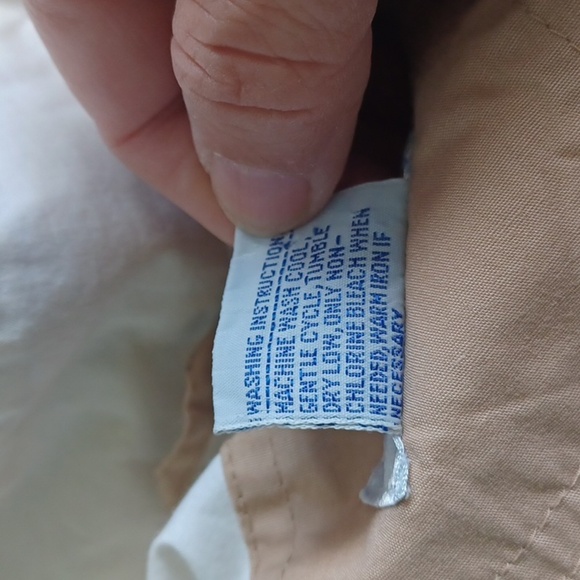 WASHING INSTRUCTIONS
MACHINE WASH COOL,
GENTLE CYCLE, TUMBLE
DRY LOW. ONLY NON-
CHLORINE BLEACH WHEN
NEEDED. WARM IRON IF
NECESSARY